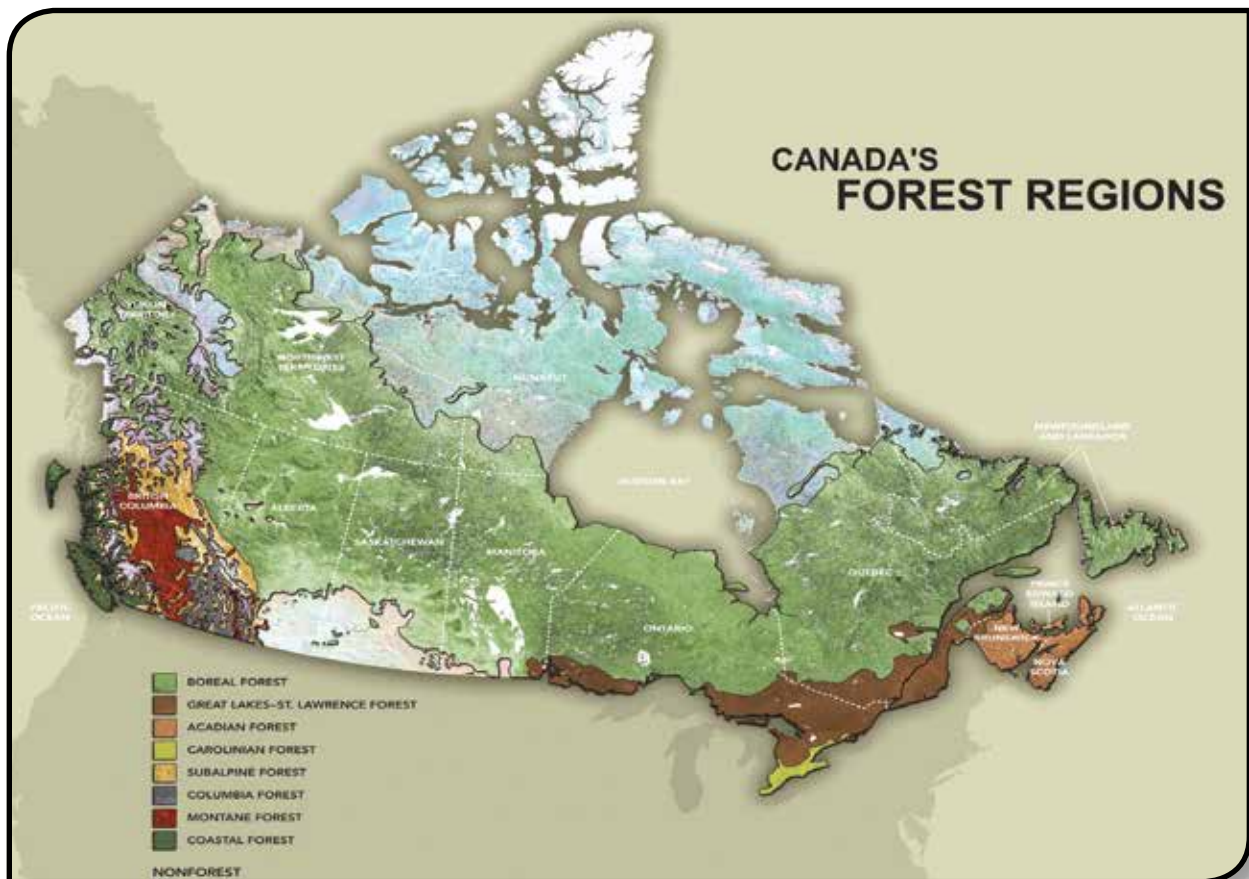 CANADA'S
FOREST REGIONS
YUKON
TERRITORY
NORTHWEST
TERRITORIES
NUNAVUT
NEWFOUNDLAND
AND LABRADOR
HUDSON BAY
BRITISH
COLUMBIA
ALBERTA
SASKATCHEWAN
MANITOBA
QUEBEC
ONTARIO
PRINCE
EDWARD
ISLAND
NEW
BRUNSWICK
NOVA
SCOTIA
PACIFIC
OCEAN
ATLANTIC
OCEAN
BOREAL FOREST
GREAT LAKES–ST. LAWRENCE FOREST
ACADIAN FOREST
CAROLINIAN FOREST
SUBALPINE FOREST
COLUMBIA FOREST
MONTANE FOREST
COASTAL FOREST
NONFOREST